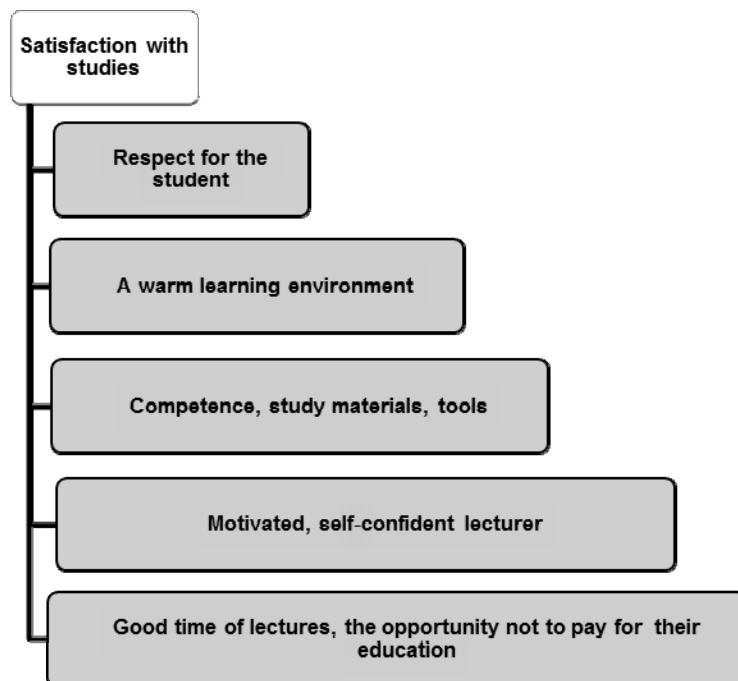 Satisfaction with
studies
Respect for the
student
A warm learning environment
Competence, study materials, tools
Motivated, self-confident lecturer
Good time of lectures, the opportunity not to pay for their
education